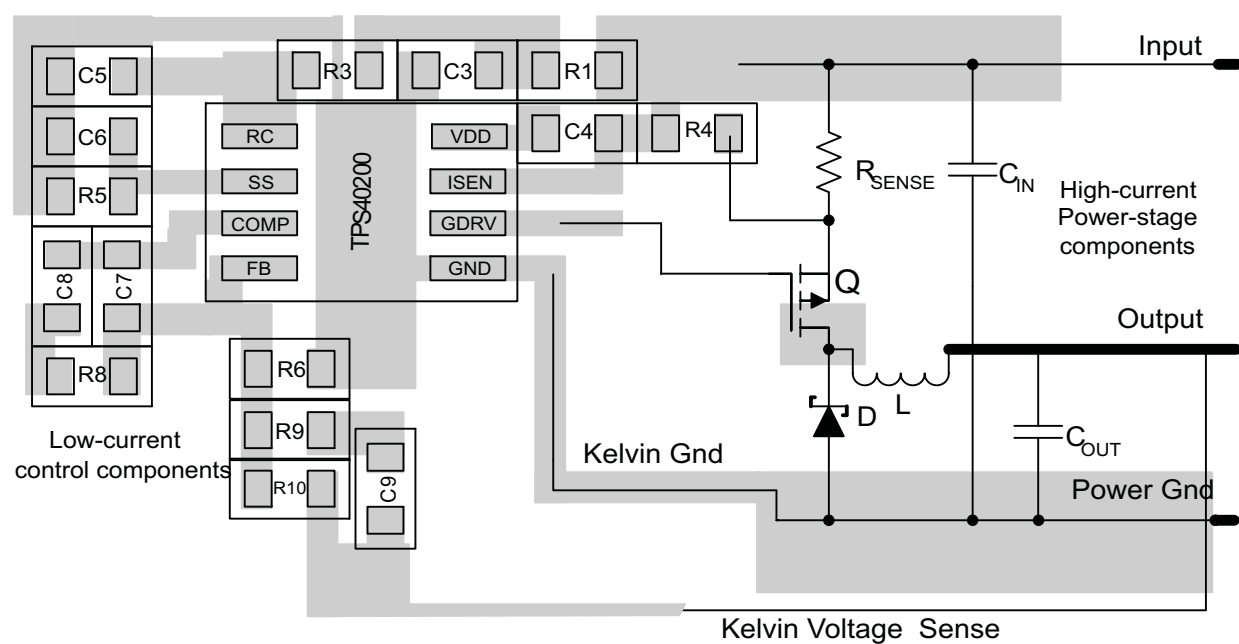 Input
C5
R3
C3
R1
C6
RC
VDD
C4
R4
TPS40200
R5
SS
ISEN
RSENSE
CIN
High-current
Power-stage
components
COMP
GDRV
C8
C7
FB
GND
Q
Output
R8
R6
L
D
Low-current
control components
R9
COUT
Kelvin Gnd
R10
C9
Power Gnd
Kelvin Voltage Sense